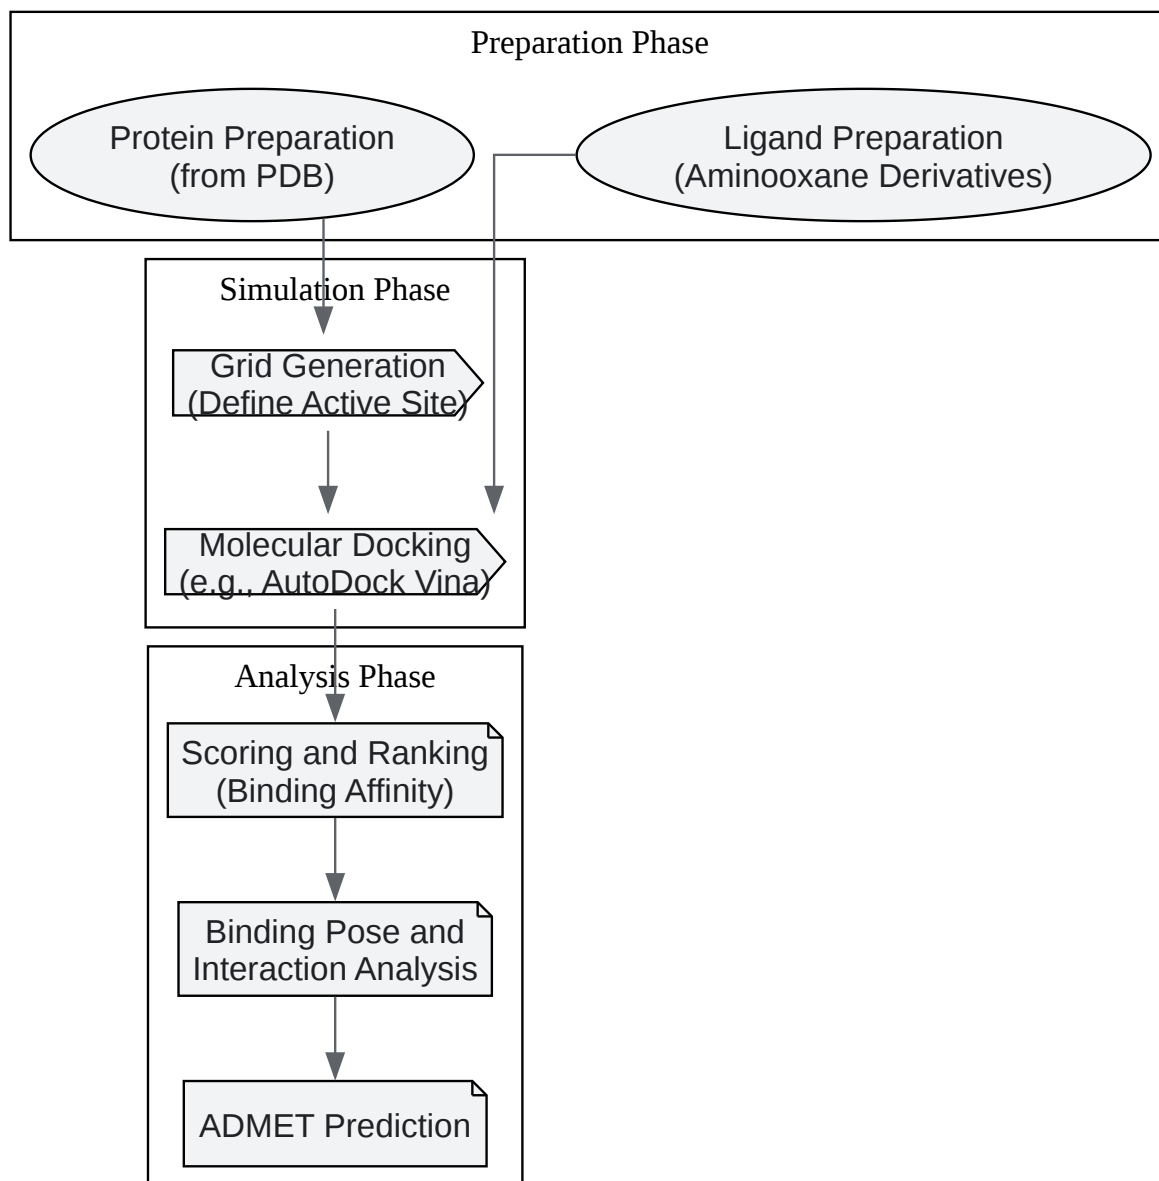 Preparation Phase
Protein Preparation
(from PDB)
Ligand Preparation
(Aminooxane Derivatives)
Simulation Phase
Grid Generation
(Define Active Site)
Molecular Docking
(e.g., AutoDock Vina)
Analysis Phase
Scoring and Ranking
(Binding Affinity)
Binding Pose and
Interaction Analysis
ADMET Prediction